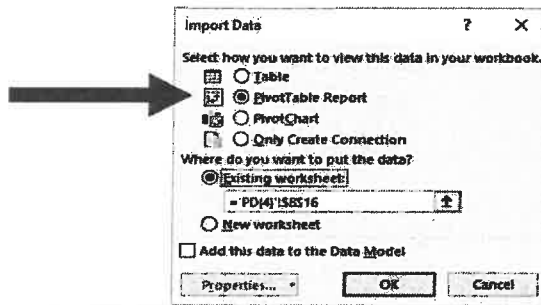 Import Data ? ×
Select how you want to view this data in your workbook.
Table
PivotTable Report
PivotChart
Only Create Connection
Where do you want to put the data?
Existing worksheet:
='PD(4)'!$B$16
New worksheet
Add this data to the Data Model
Properties...
OK
Cancel